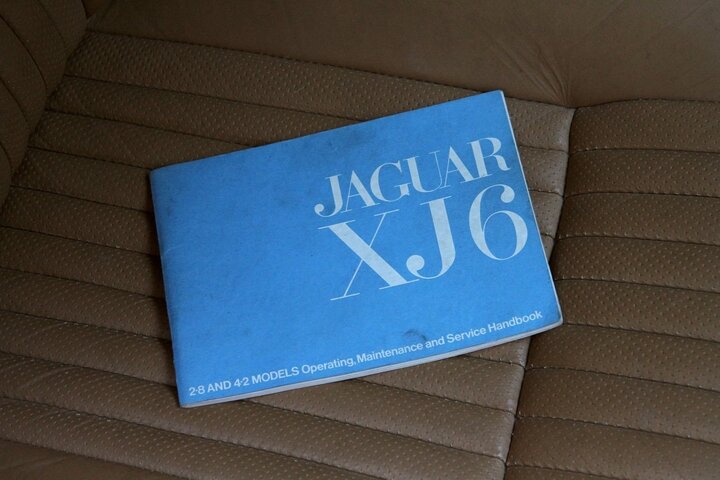 JAGUAR
XJ6
2·8 AND 4·2 MODELS Operating, Maintenance and Service Handbook